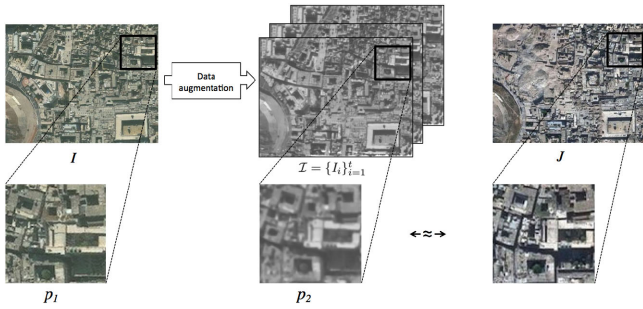 Data
augmentation
I
𝓘 = {I_i}_{i=1}^t
J
p₁
p₂
←≈→